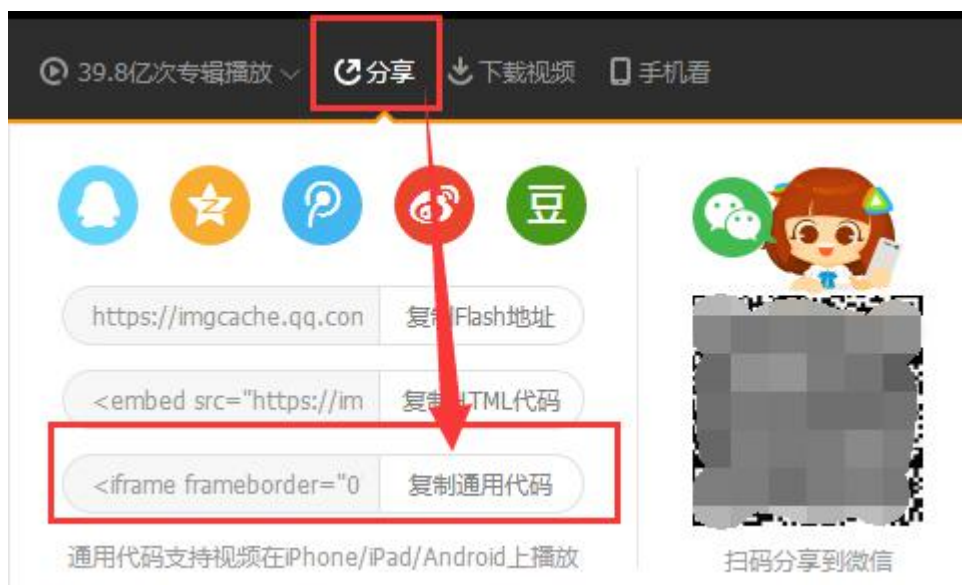 39.8亿次专辑播放 分享 下载视频 手机看
豆
https://imgcache.qq.con 复制Flash地址
<embed src="https://im 复制HTML代码
<iframe frameborder="0 复制通用代码
通用代码支持视频在iPhone/iPad/Android上播放
扫码分享到微信